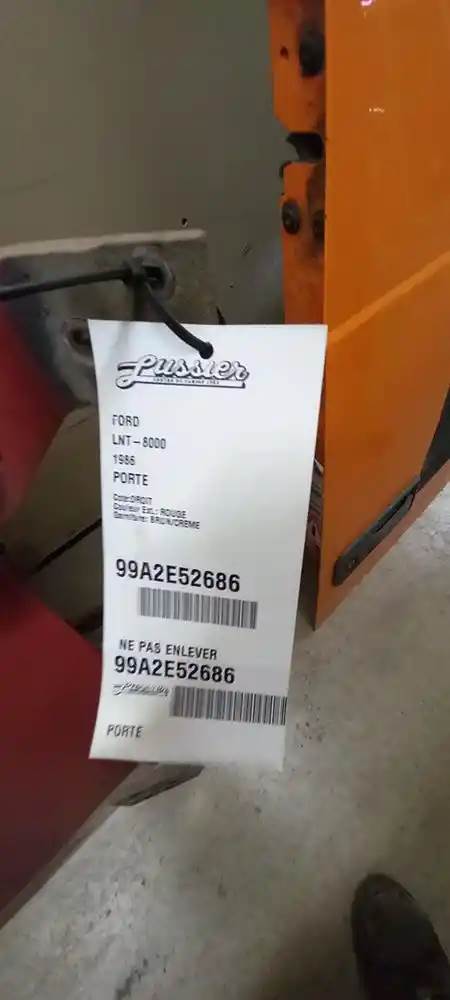 Lussier
FORD
LNT-8000
1986
PORTE
Cote:DROIT
Couleur Ext.: ROUGE
Garniture: BRUN/CREME
99A2E52686
NE PAS ENLEVER
99A2E52686
Lussier
PORTE